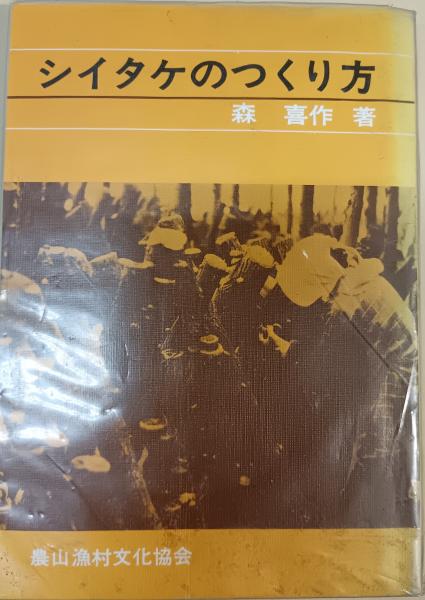 シイタケのつくり方
森 喜作 著
農山漁村文化協会